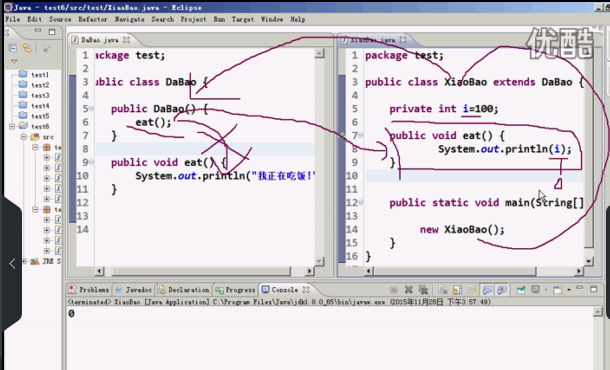 Java - test6/src/test/XiaoBao.java - Eclipse
File Edit Source Refactor Navigate Search Project Run Target Window Help
优酷
DaBao.java
XiaoBao.java
test1
test2
test3
test4
test5
test6
src
1 package test;
2
3 public class DaBao {
4
5 public DaBao() {
6 eat();
7 }
8
9 public void eat() {
10 System.out.println("我正在吃饭!"
11 }
12
13
14
1 package test;
2
3 public class XiaoBao extends DaBao {
4
5 private int i=100;
6
7 public void eat() {
8 System.out.println(i);
9 }
10
11
12 public static void main(String[]
13
14 new XiaoBao();
15 }
16 }
0
Problems Javadoc Declaration Progress Console
<terminated> XiaoBao [Java Application] C:\Program Files\Java\jdk1.8.0_65\bin\javaw.exe (2015年11月28日 下午3:57:49)
0